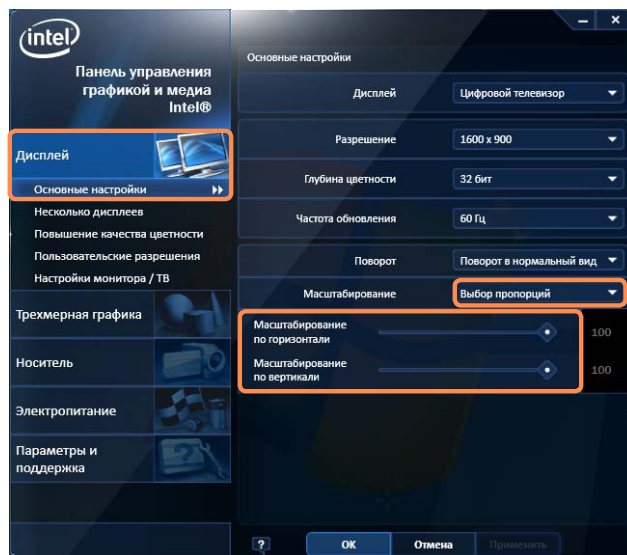 intel
Панель управления
графикой и медиа
Intel®
Дисплей
Основные настройки
Несколько дисплеев
Повышение качества цветности
Пользовательские разрешения
Настройки монитора / ТВ
Трехмерная графика
Носитель
Электропитание
Параметры и
поддержка
Основные настройки
Дисплей Цифровой телевизор
Разрешение 1600 x 900
Глубина цветности 32 бит
Частота обновления 60 Гц
Поворот Поворот в нормальный вид
Масштабирование Выбор пропорций
Масштабирование
по горизонтали
100
Масштабирование
по вертикали
100
? ОК Отмена Применить